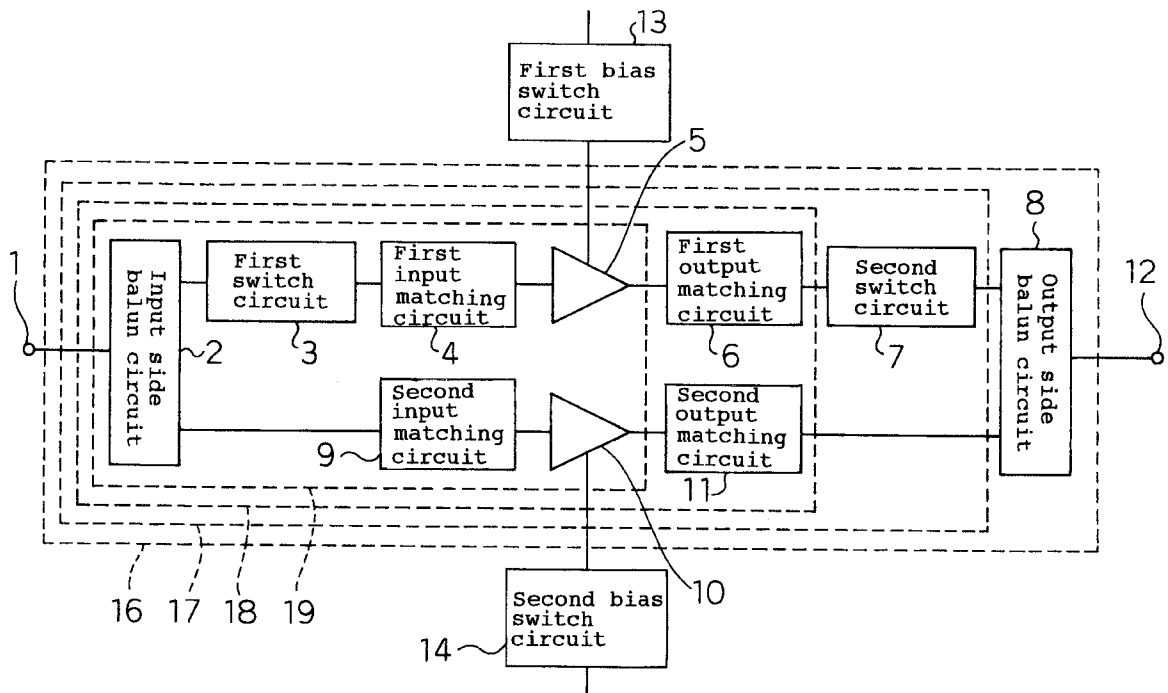 13
First bias
switch
circuit
5
8
1
12
Input side
balun circuit
2
First
switch
circuit
3
First
input
matching
circuit
4
First
output
matching
circuit
6
Second
switch
circuit
7
Output side
balun circuit
Second
input
matching
circuit
9
Second
output
matching
circuit
11
10
16
17
18
19
Second bias
switch
circuit
14